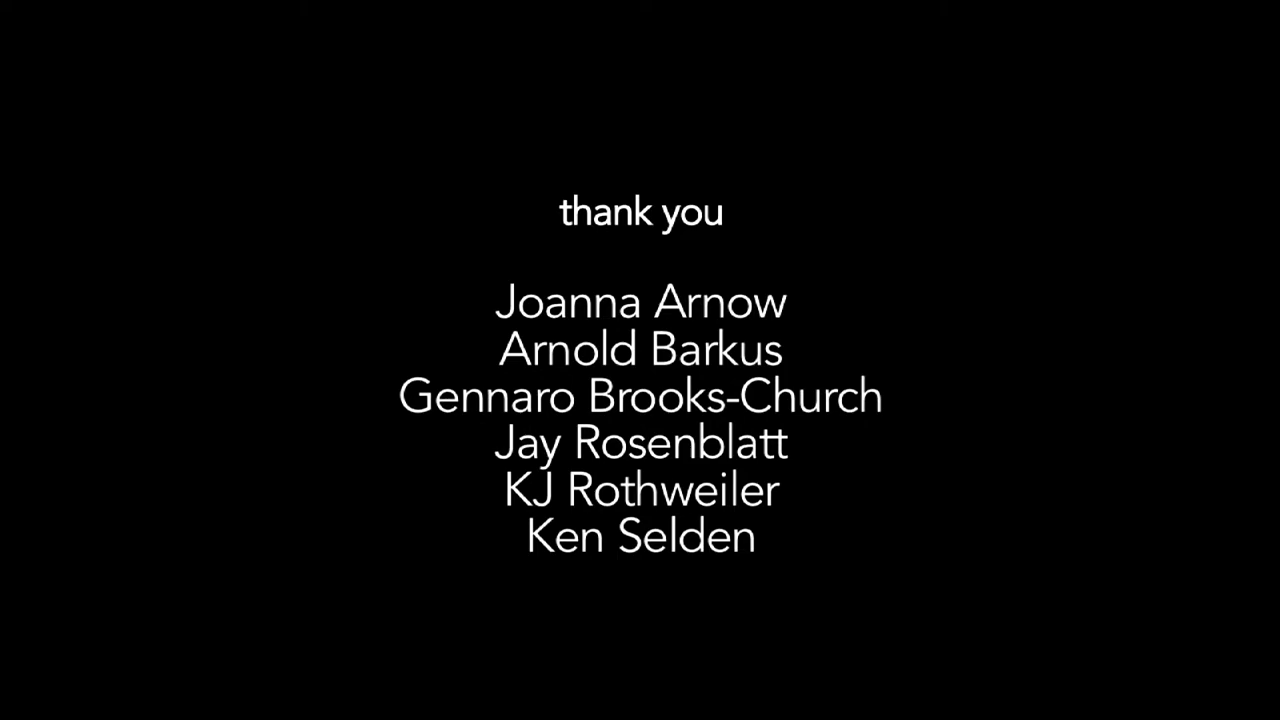 thank you
Joanna Arnow
Arnold Barkus
Gennaro Brooks-Church
Jay Rosenblatt
KJ Rothweiler
Ken Selden